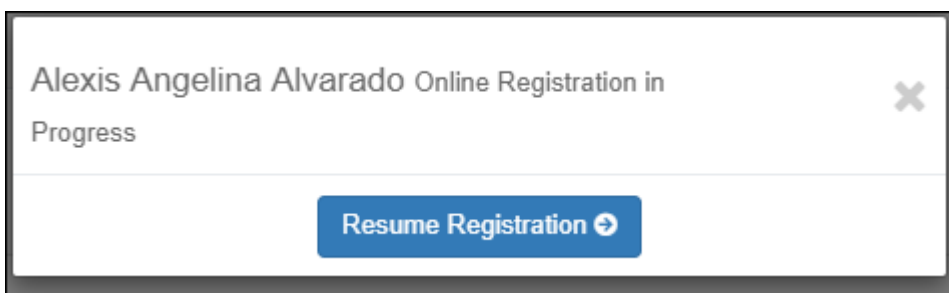 Alexis Angelina Alvarado Online Registration in
Progress
Resume Registration